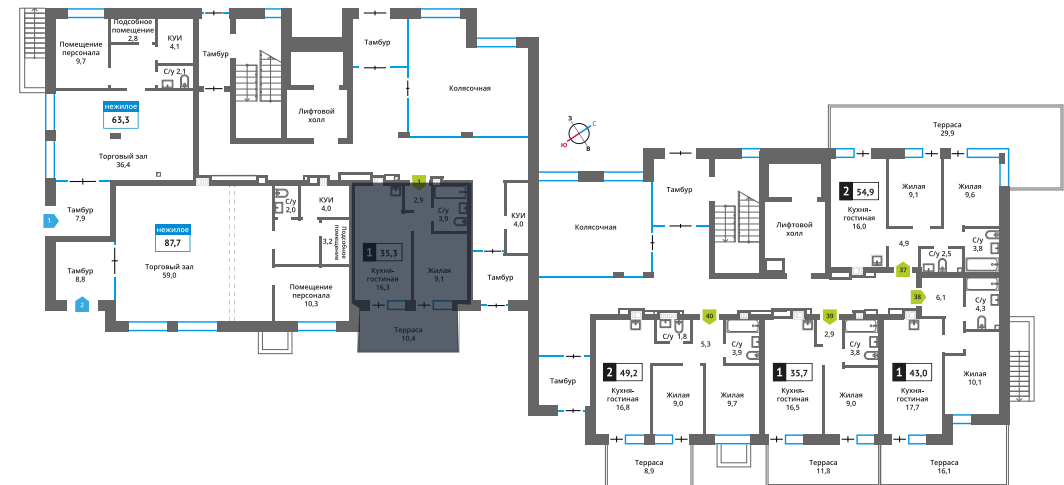 Помещение
персонала
9,7
Подсобное
помещение
2,8
КУИ
4,1
С/у 2,1
Тамбур
Лифтовой
холл
Тамбур
Колясочная
нежилое
63,3
Торговый зал
36,4
1
Тамбур
7,9
Тамбур
8,8
2
нежилое
87,7
Торговый зал
59,0
С/у
2,0
КУИ
4,0
3,2
Подсобное
помещение
Помещение
персонала
10,3
1
2,9
С/у
3,9
1 35,3
Кухня-
гостиная
16,3
Жилая
9,1
Терраса
10,4
КУИ
4,0
Тамбур
З
С
Ю
В
Колясочная
Тамбур
Лифтовой
холл
Терраса
29,9
2 54,9
Кухня-
гостиная
16,0
Жилая
9,1
Жилая
9,6
4,9
С/у 2,5
С/у
3,8
37
38
6,1
С/у
4,3
Тамбур
40
39
2 49,2
Кухня-
гостиная
16,8
С/у 1,8
5,3
С/у
3,9
Жилая
9,0
Жилая
9,7
Терраса
8,9
1 35,7
Кухня-
гостиная
16,5
2,9
С/у
3,8
Жилая
9,0
Терраса
11,8
1 43,0
Кухня-
гостиная
17,7
Жилая
10,1
Терраса
16,1